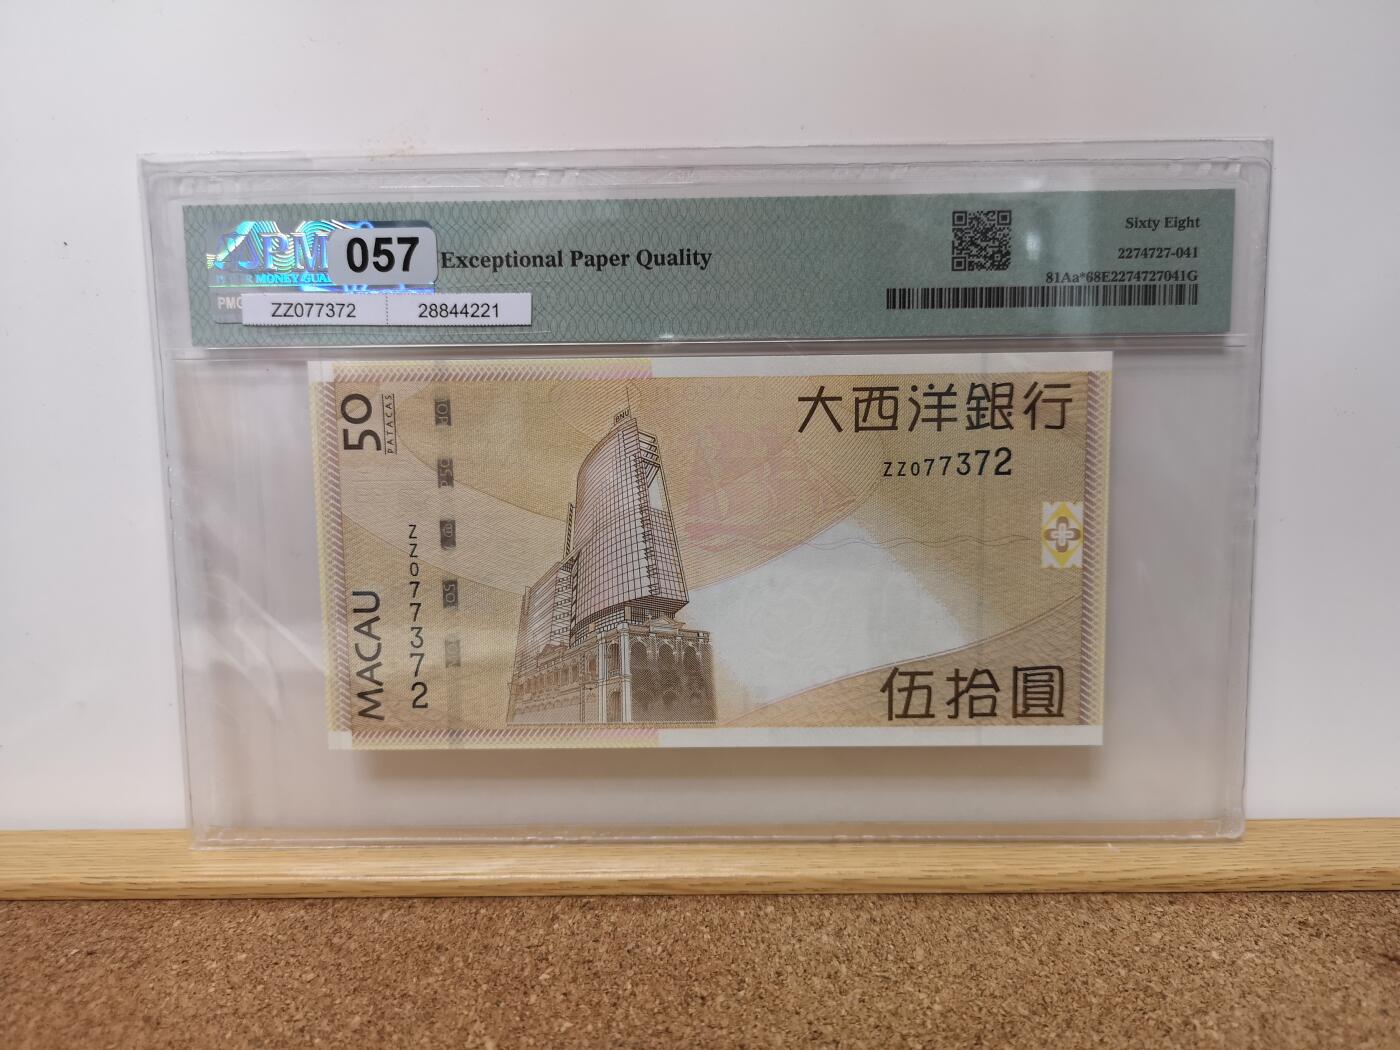 057
Exceptional Paper Quality
ZZ077372 28844221
Sixty Eight
2274727-041
81Aa*68E2274727041G
50
PATACAS
MACAU
ZZ077372
BNU
大西洋銀行
ZZ077372
伍拾圓